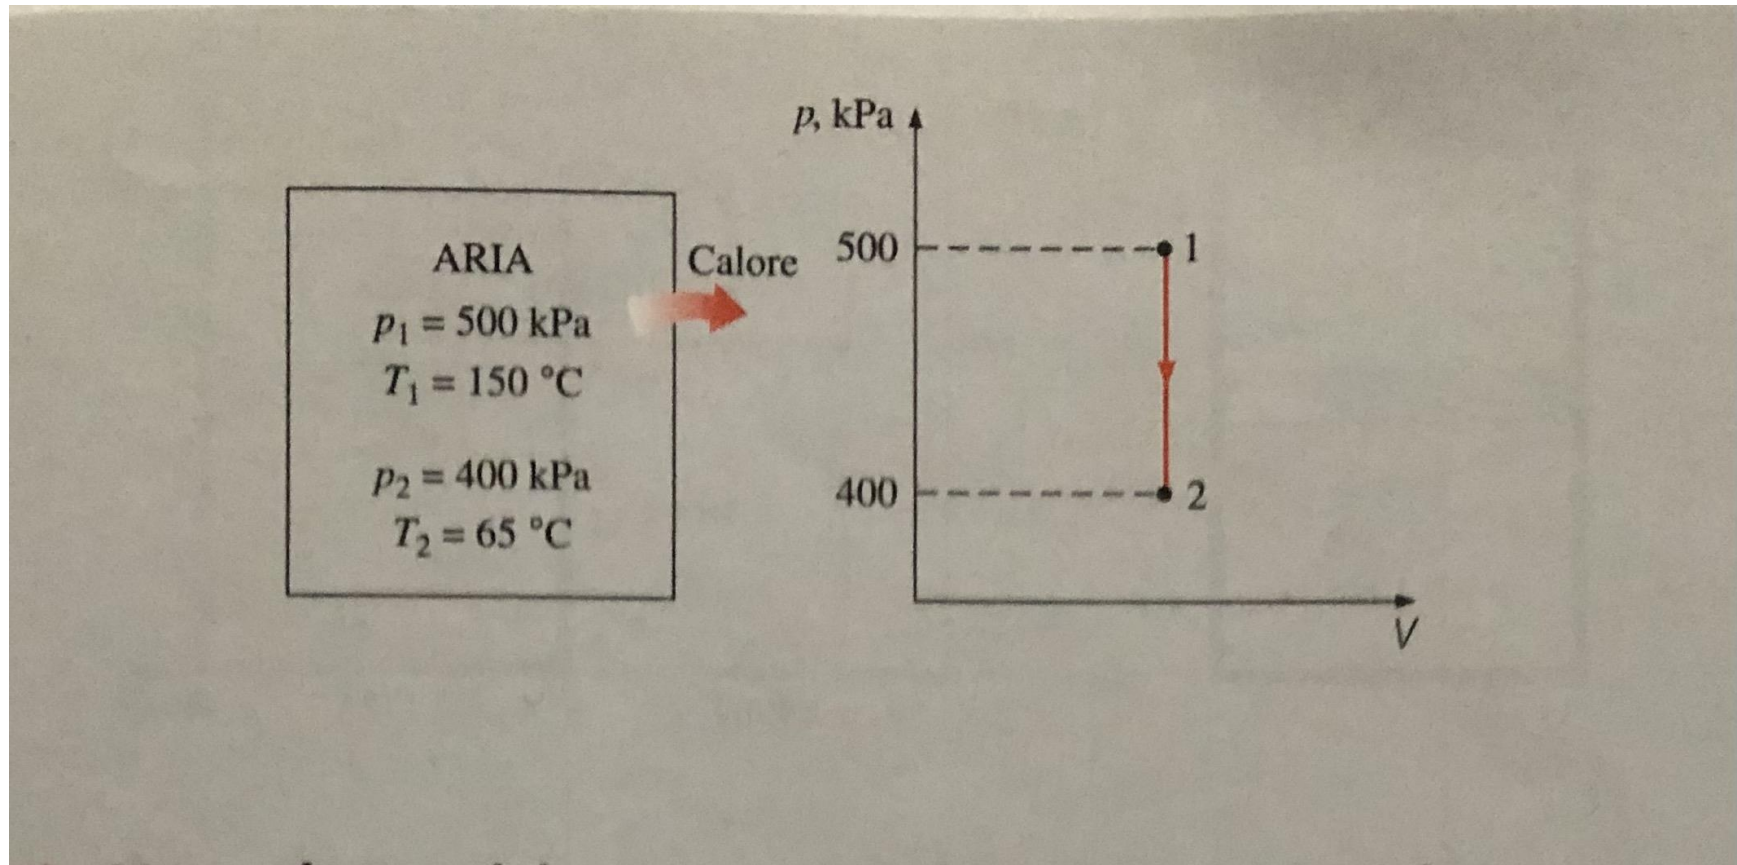 ARIA
p₁ = 500 kPa
T₁ = 150 °C
p₂ = 400 kPa
T₂ = 65 °C
Calore
p, kPa
500
1
400
2
V